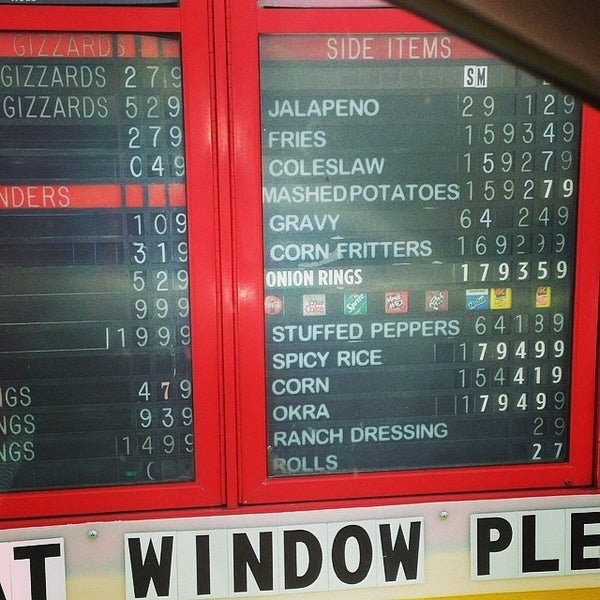 GIZZARDS
GIZZARDS 279
GIZZARDS 529
279
049
NDERS
109
319
529
999
1999
NGS 479
NGS 939
NGS 1499
SIDE ITEMS
SM
JALAPENO 29 129
FRIES 159 349
COLESLAW 159 279
MASHED POTATOES 159 279
GRAVY 64 249
CORN FRITTERS 169 299
ONION RINGS 179 359
STUFFED PEPPERS 64 189
SPICY RICE 179 499
CORN 154 419
OKRA 179 499
RANCH DRESSING 29
ROLLS 27
AT WINDOW PLE